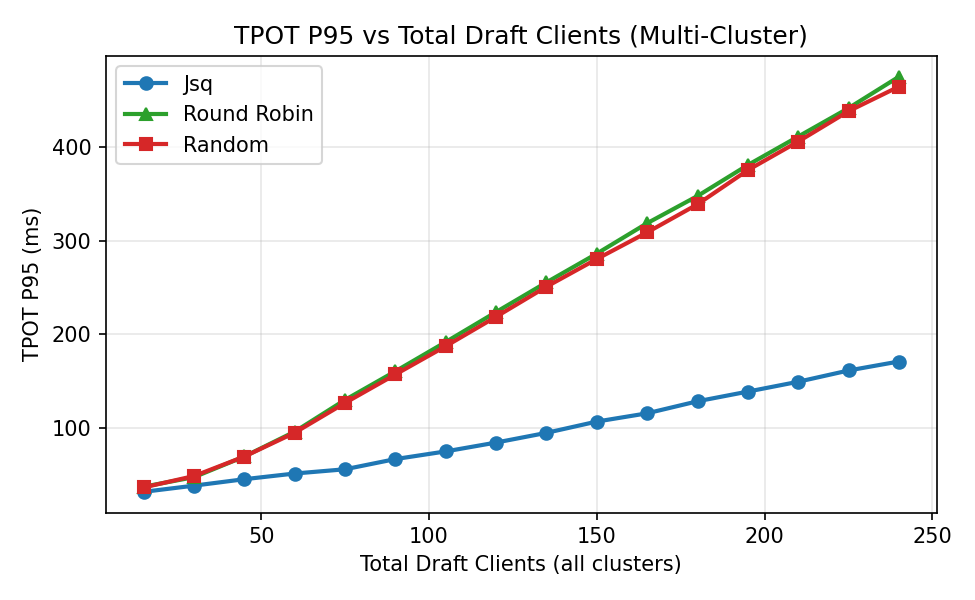 TPOT P95 vs Total Draft Clients (Multi-Cluster)
Jsq
Round Robin
Random
TPOT P95 (ms)
400
300
200
100
50
100
150
200
250
Total Draft Clients (all clusters)